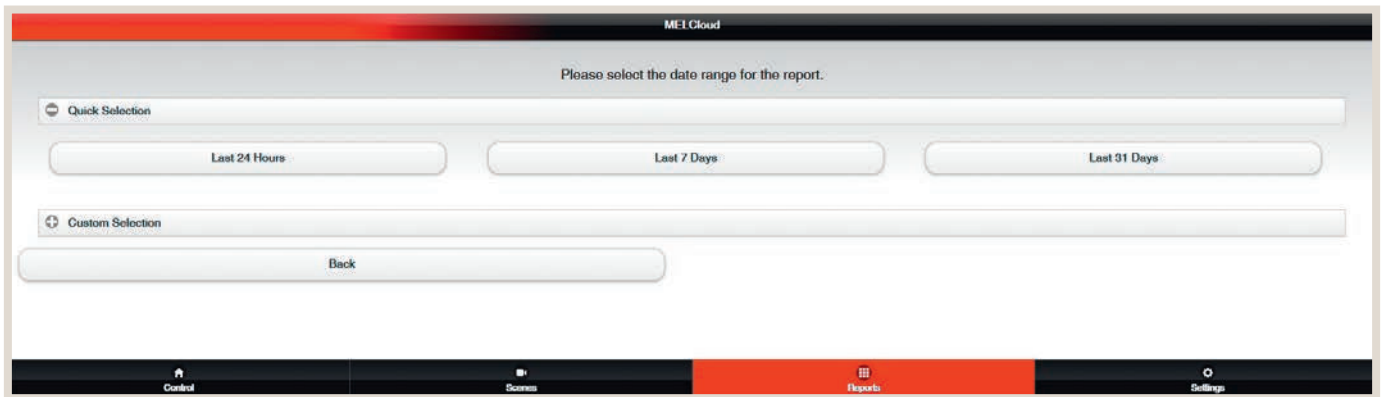 MELCloud
Please select the date range for the report.
Quick Selection
Last 24 Hours
Last 7 Days
Last 31 Days
Custom Selection
Back
Control
Scenes
Reports
Settings